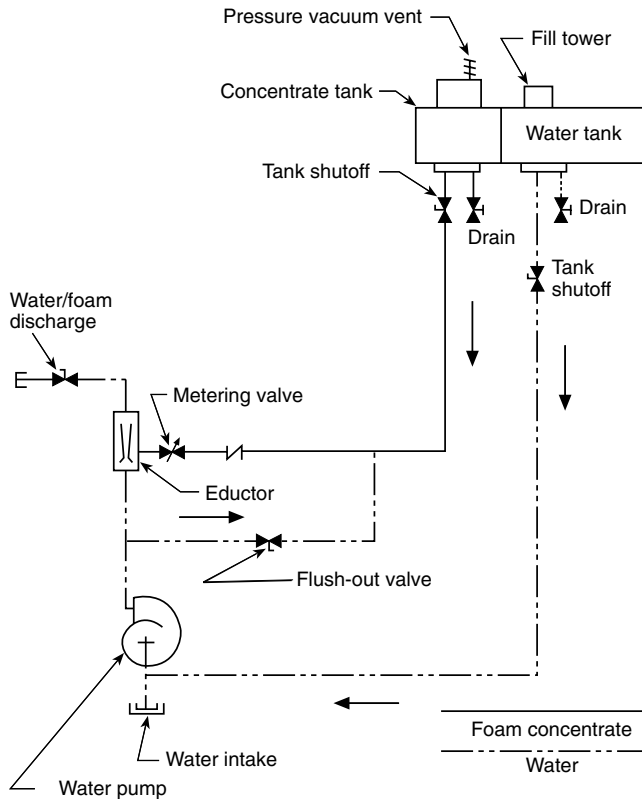 Pressure vacuum vent
Fill tower
Concentrate tank
Water tank
Tank shutoff
Drain
Drain
Tank
shutoff
Water/foam
discharge
Metering valve
Eductor
Flush-out valve
Water intake
Water pump
Foam concentrate
Water